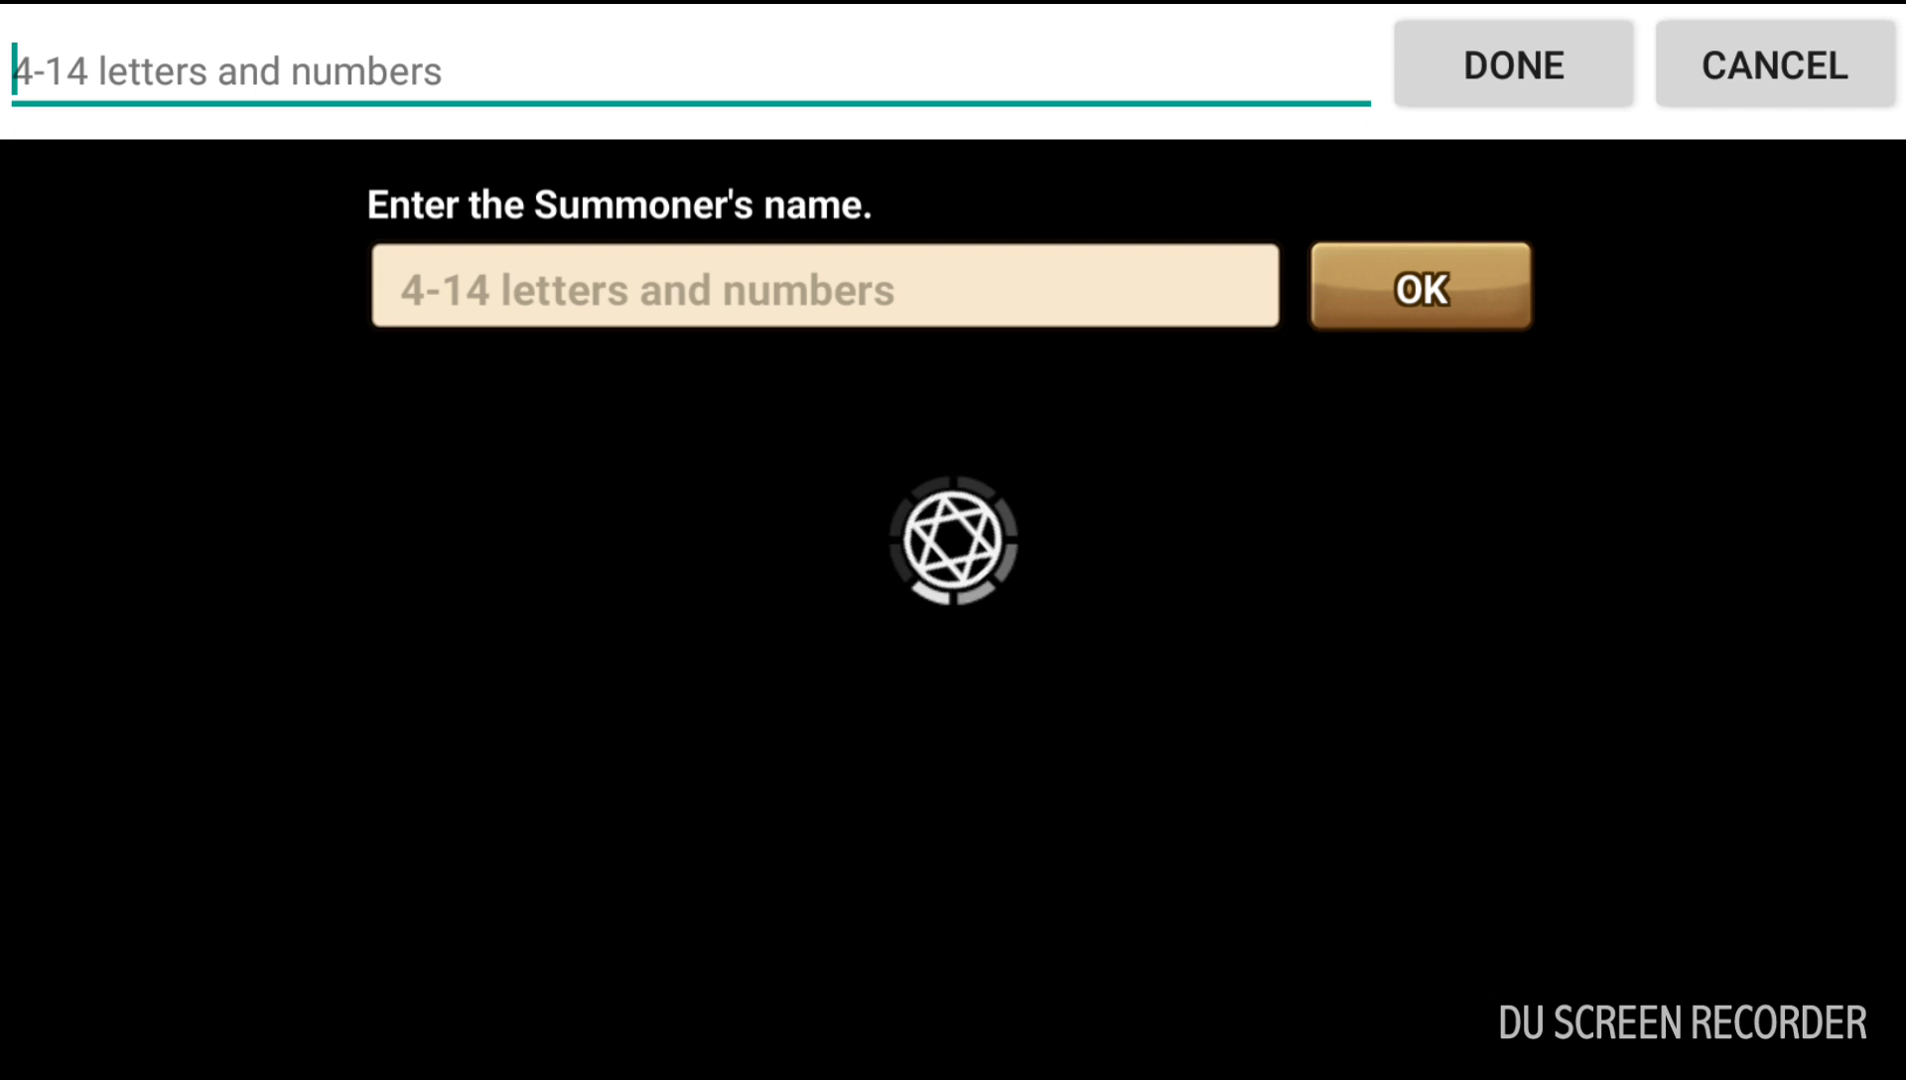 4-14 letters and numbers
DONE
CANCEL
Enter the Summoner's name.
4-14 letters and numbers
OK
DU SCREEN RECORDER